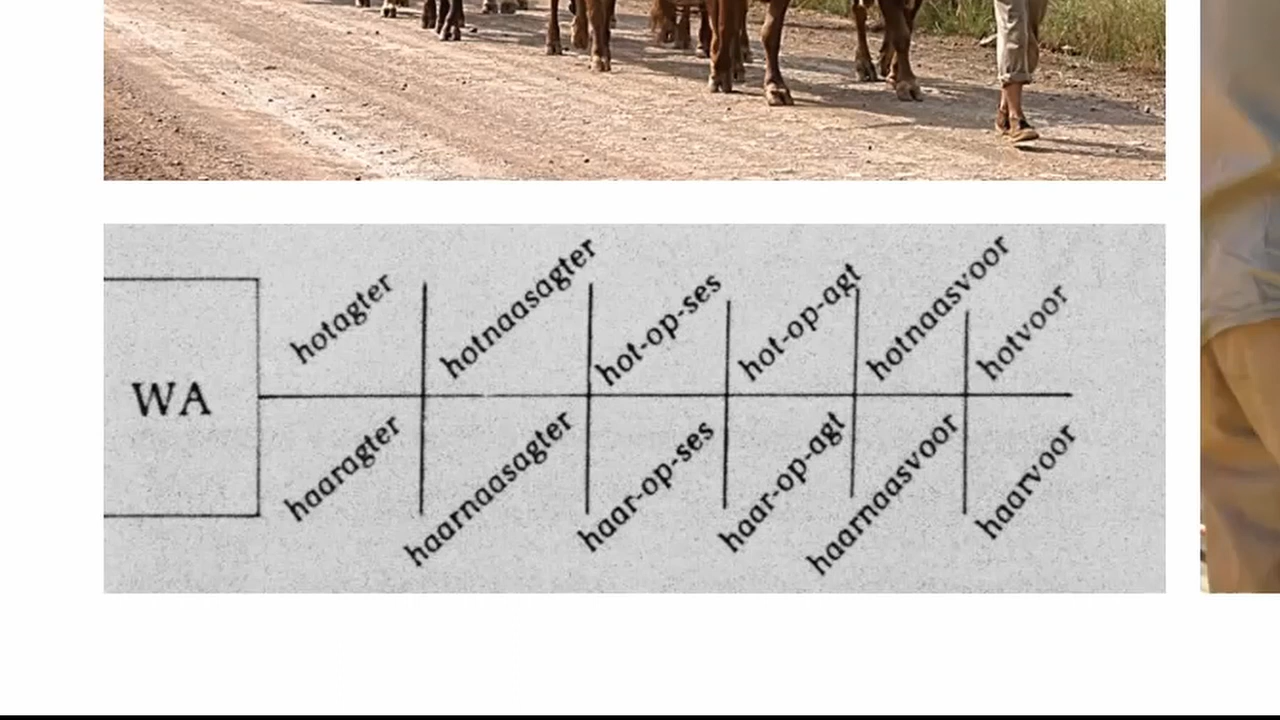 hotagter
hotnaasagter
hot-op-ses
hot-op-agt
hotnaasvoor
hotvoor
WA
haaragter
haarnaasagter
haar-op-ses
haar-op-agt
haarnaasvoor
haarvoor